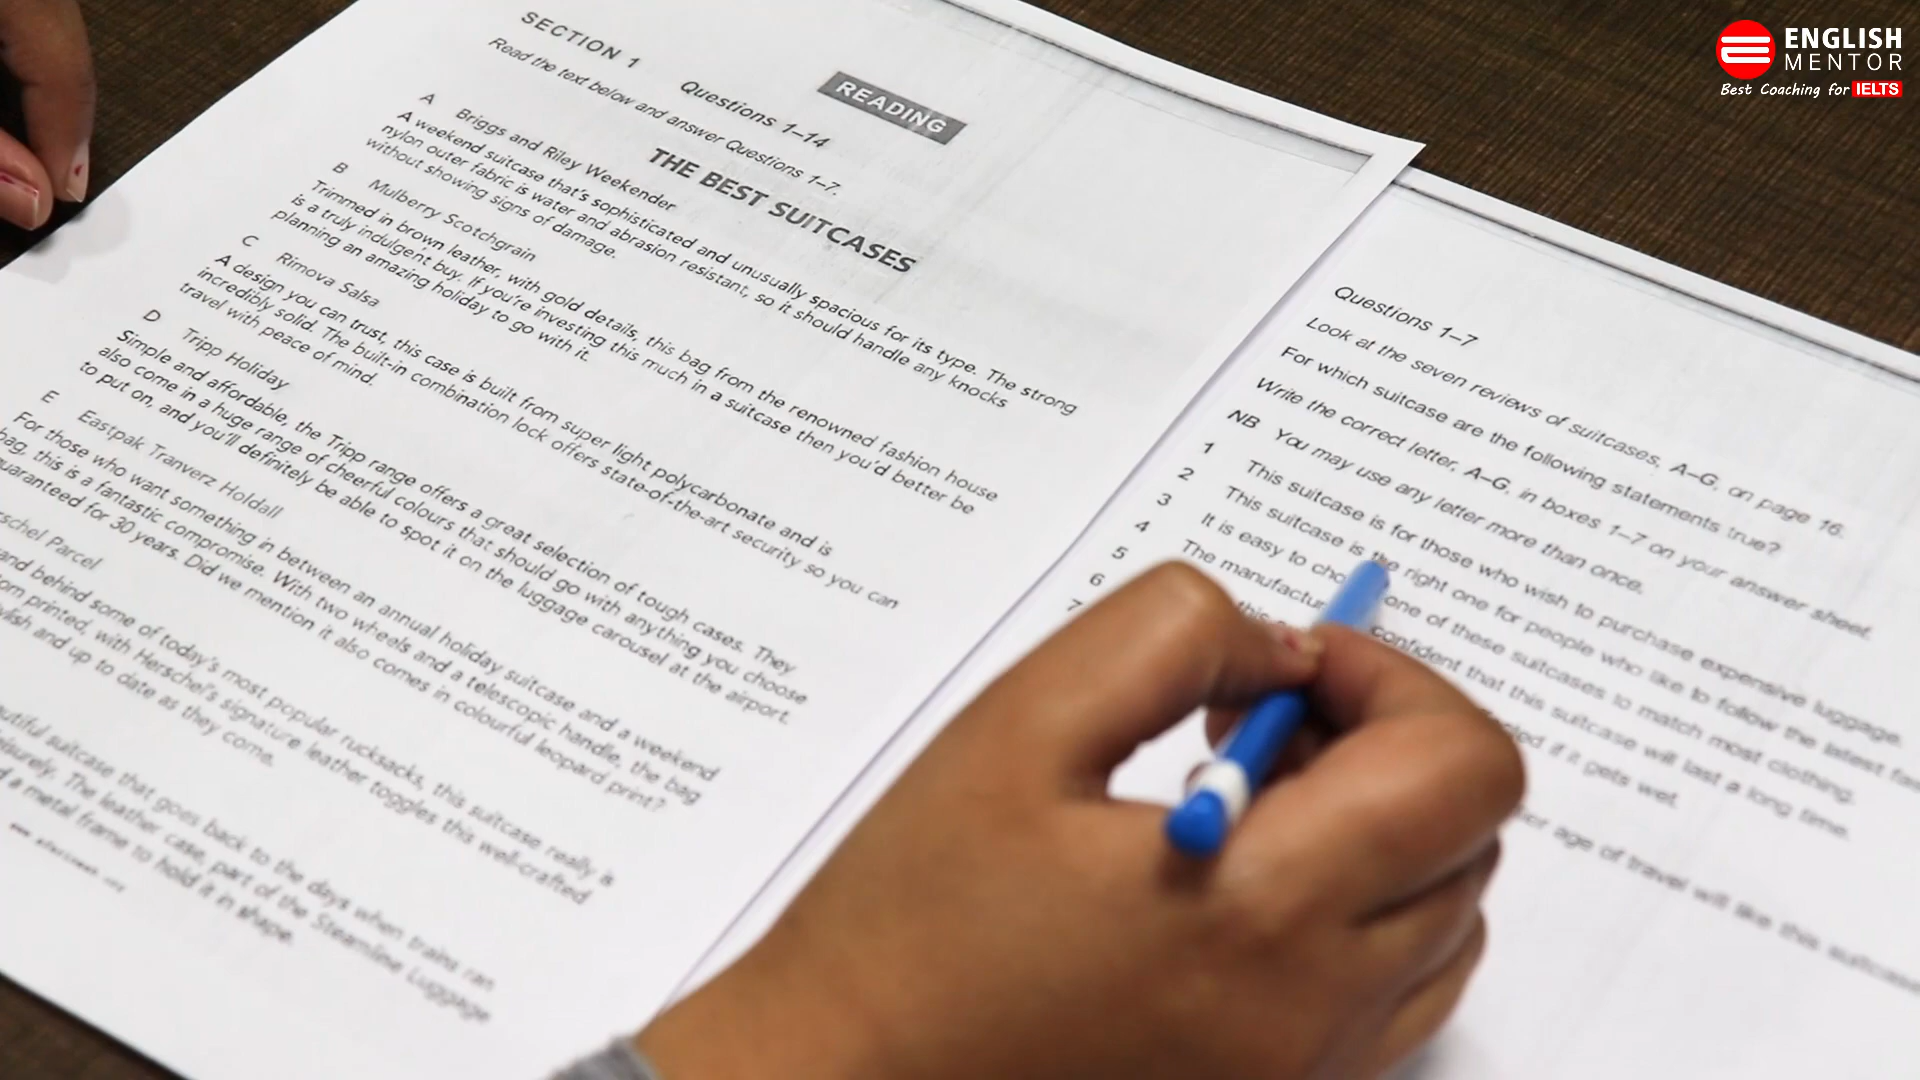 SECTION 1
READING
Questions 1–14
Read the text below and answer Questions 1–7.
THE BEST SUITCASES
A Briggs and Riley Weekender
A weekend suitcase that's sophisticated and unusually spacious for its type. The strong
nylon outer fabric is water and abrasion resistant, so it should handle any knocks
without showing signs of damage.
B Mulberry Scotchgrain
Trimmed in brown leather, with gold details, this bag from the renowned fashion house
is a truly indulgent buy. If you're investing this much in a suitcase then you'd better be
planning an amazing holiday to go with it.
C Rimova Salsa
A design you can trust, this case is built from super light polycarbonate and is
incredibly solid. The built-in combination lock offers state-of-the-art security so you can
travel with peace of mind.
D Tripp Holiday
Simple and affordable, the Tripp range offers a great selection of tough cases. They
also come in a huge range of cheerful colours that should go with anything you choose
to put on, and you'll definitely be able to spot it on the luggage carousel at the airport.
E Eastpak Tranverz Holdall
For those who want something in between an annual holiday suitcase and a weekend
bag, this is a fantastic compromise. With two wheels and a telescopic handle, the bag
guaranteed for 30 years. Did we mention it also comes in colourful leopard print?
Parcel
and behind some of today's most popular rucksacks, this suitcase really is
printed, with Herschel's signature leather toggles this well-crafted
and up to date as they come.
suitcase that goes back to the days when trains ran
The leather case, part of the Steamline Luggage
a metal frame to hold it in shape.
Questions 1–7
Look at the seven reviews of suitcases, A–G, on page 16.
For which suitcase are the following statements true?
Write the correct letter, A–G, in boxes 1–7 on your answer sheet.
NB You may use any letter more than once.
1 This suitcase is for those who wish to purchase expensive luggage.
2 This suitcase is the right one for people who like to follow the latest
3 It is easy to one of these suitcases to match most clothing.
4 The confident that this suitcase will last a long time.
5 this if it gets wet.
6
7 age of travel will like this suitcase
ENGLISH
MENTOR
Best Coaching for IELTS